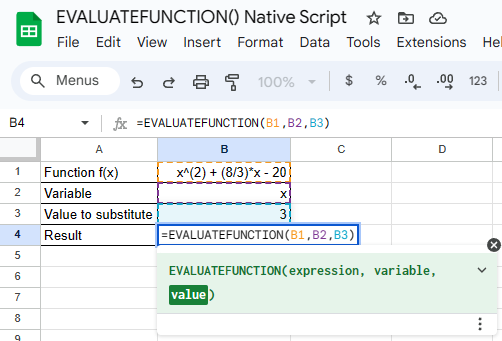 EVALUATEFUNCTION() Native Script
File Edit View Insert Format Data Tools Extensions
Menus 100% $ % .0 .00 123
B4 fx =EVALUATEFUNCTION(B1,B2,B3)
A B C D
1 Function f(x) x^(2) + (8/3)*x - 20
2 Variable x
3 Value to substitute 3
4 Result =EVALUATEFUNCTION(B1,B2,B3)
5
6 EVALUATEFUNCTION(expression, variable,
7 value)
8
9